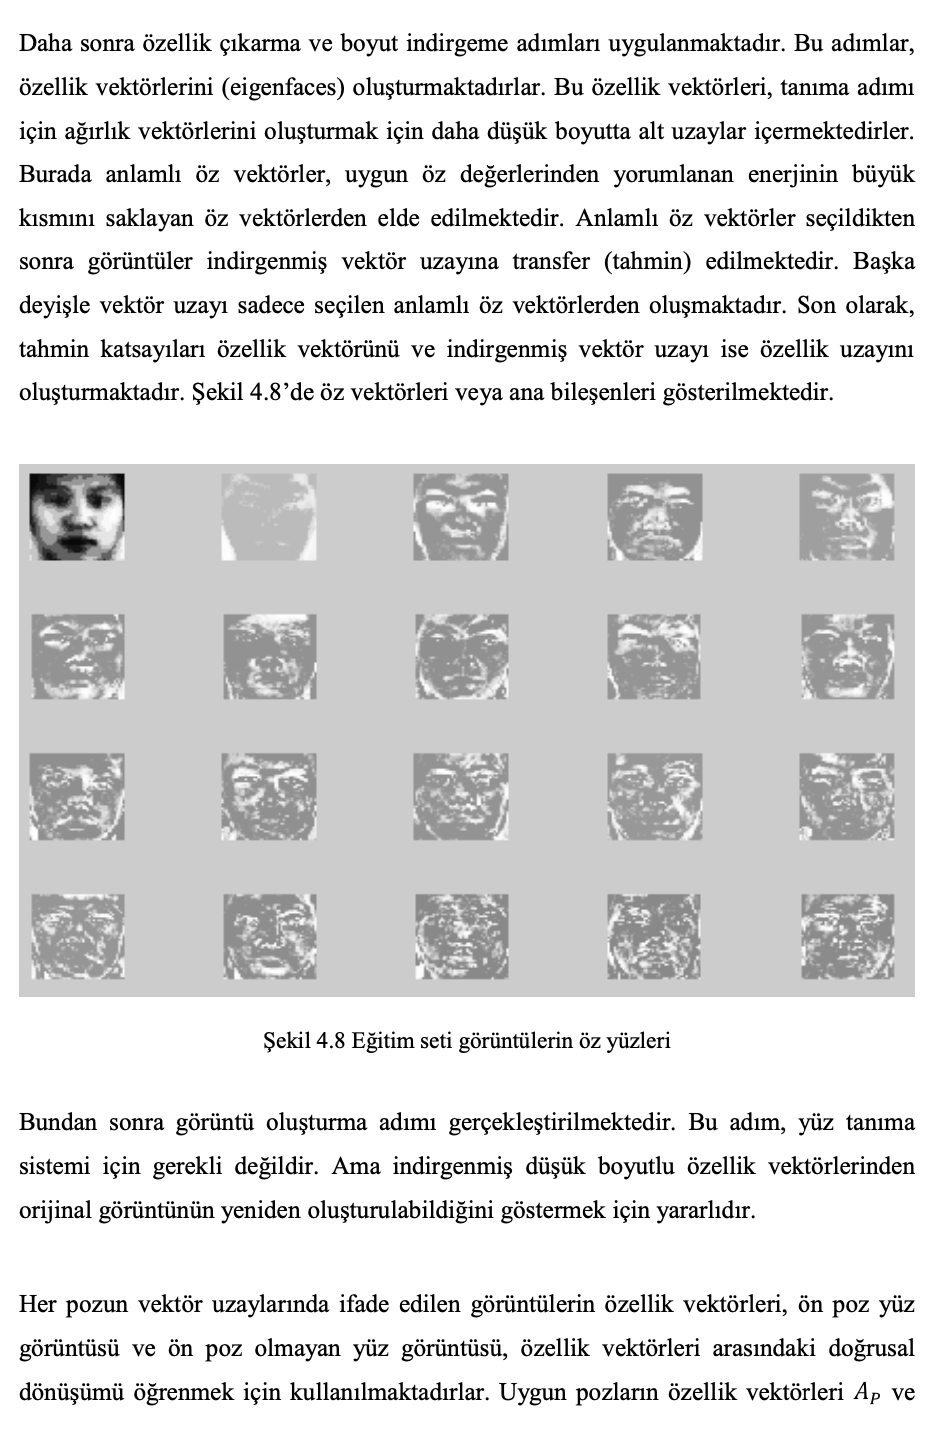 Daha sonra özellik çıkarma ve boyut indirgeme adımları uygulanmaktadır. Bu adımlar,
özellik vektörlerini (eigenfaces) oluşturmaktadırlar. Bu özellik vektörleri, tanıma adımı
için ağırlık vektörlerini oluşturmak için daha düşük boyutta alt uzaylar içermektedirler.
Burada anlamlı öz vektörler, uygun öz değerlerinden yorumlanan enerjinin büyük
kısmını saklayan öz vektörlerden elde edilmektedir. Anlamlı öz vektörler seçildikten
sonra görüntüler indirgenmiş vektör uzayına transfer (tahmin) edilmektedir. Başka
deyişle vektör uzayı sadece seçilen anlamlı öz vektörlerden oluşmaktadır. Son olarak,
tahmin katsayıları özellik vektörünü ve indirgenmiş vektör uzayı ise özellik uzayını
oluşturmaktadır. Şekil 4.8’de öz vektörleri veya ana bileşenleri gösterilmektedir.
Şekil 4.8 Eğitim seti görüntülerin öz yüzleri
Bundan sonra görüntü oluşturma adımı gerçekleştirilmektedir. Bu adım, yüz tanıma
sistemi için gerekli değildir. Ama indirgenmiş düşük boyutlu özellik vektörlerinden
orijinal görüntünün yeniden oluşturulabildiğini göstermek için yararlıdır.
Her pozun vektör uzaylarında ifade edilen görüntülerin özellik vektörleri, ön poz yüz
görüntüsü ve ön poz olmayan yüz görüntüsü, özellik vektörleri arasındaki doğrusal
dönüşümü öğrenmek için kullanılmaktadırlar. Uygun pozların özellik vektörleri A_P ve